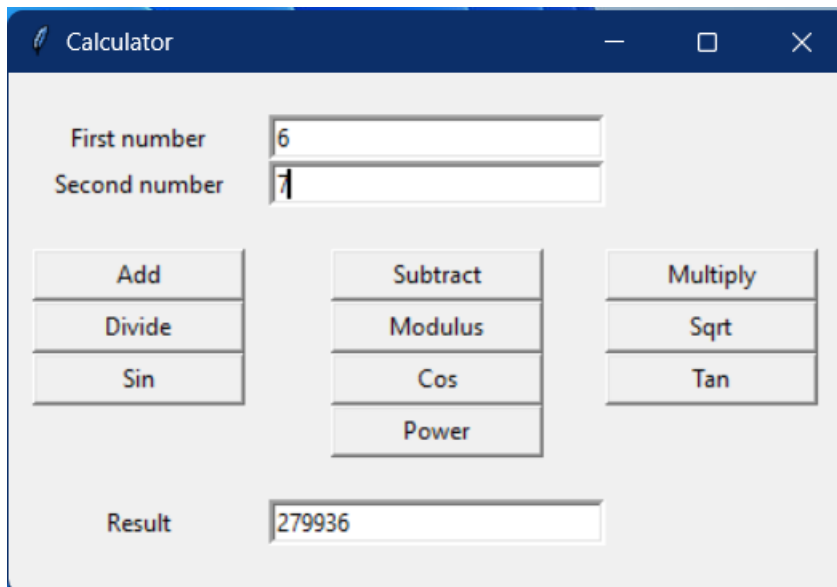 Calculator
First number 6
Second number 7
Add Subtract Multiply
Divide Modulus Sqrt
Sin Cos Tan
Power
Result 279936